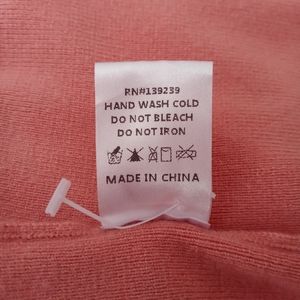 RN#139239
HAND WASH COLD
DO NOT BLEACH
DO NOT IRON
MADE IN CHINA